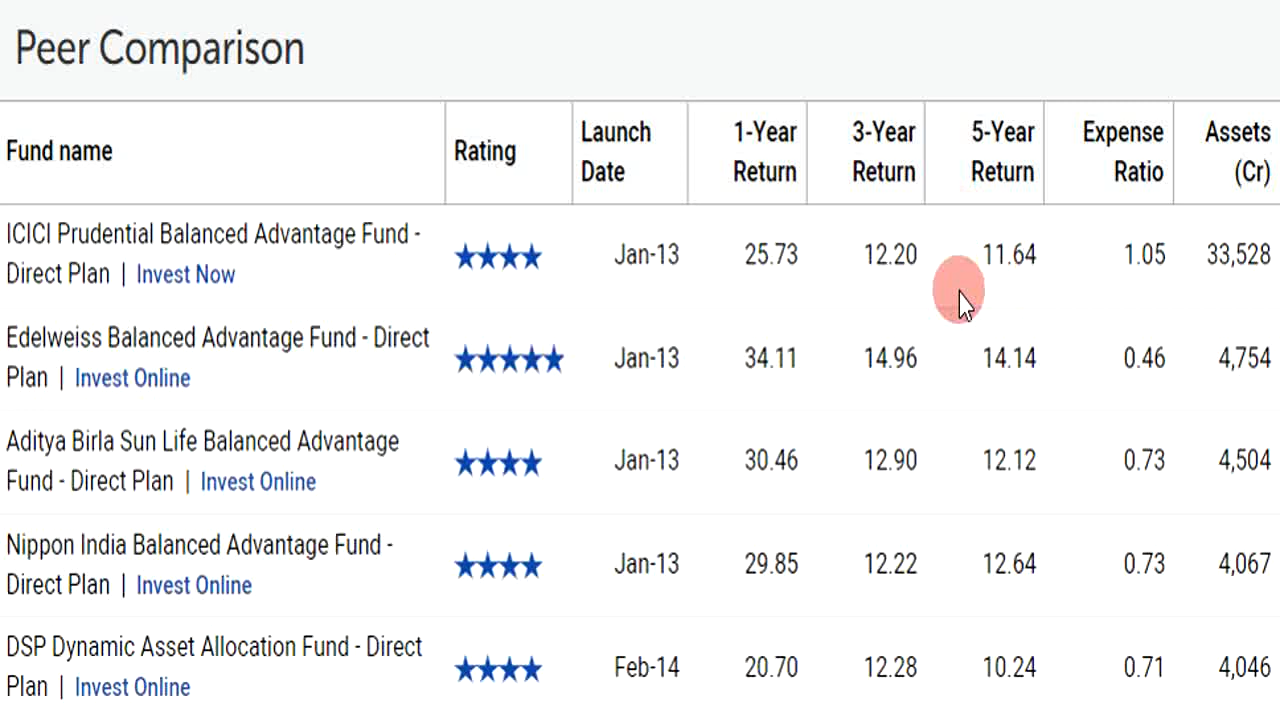 Peer Comparison
Fund name Rating Launch Date 1-Year Return 3-Year Return 5-Year Return Expense Ratio Assets (Cr)
ICICI Prudential Balanced Advantage Fund - Direct Plan | Invest Now ★★★★ Jan-13 25.73 12.20 11.64 1.05 33,528
Edelweiss Balanced Advantage Fund - Direct Plan | Invest Online ★★★★★ Jan-13 34.11 14.96 14.14 0.46 4,754
Aditya Birla Sun Life Balanced Advantage Fund - Direct Plan | Invest Online ★★★★ Jan-13 30.46 12.90 12.12 0.73 4,504
Nippon India Balanced Advantage Fund - Direct Plan | Invest Online ★★★★ Jan-13 29.85 12.22 12.64 0.73 4,067
DSP Dynamic Asset Allocation Fund - Direct Plan | Invest Online ★★★★ Feb-14 20.70 12.28 10.24 0.71 4,046